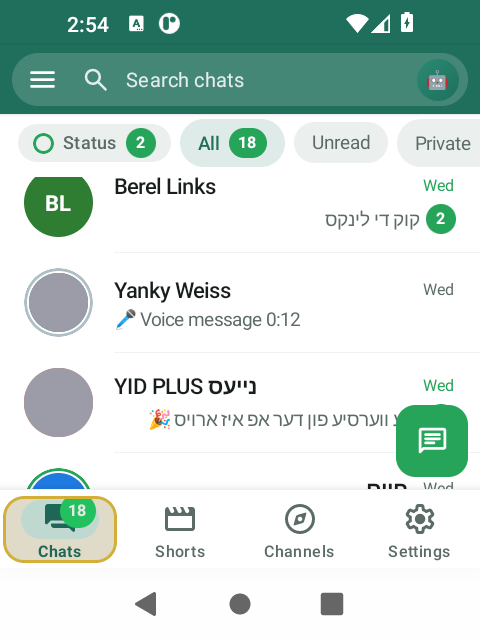 2:54
Search chats
Status 2
All 18
Unread
Private
Berel Links
Wed
קוק די לינקס
2
Yanky Weiss
Wed
🎤 Voice message 0:12
YID PLUS נייעס
Wed
ווערסיע פון דער אפ איז ארויס 🎉
Wed
18
Chats
Shorts
Channels
Settings